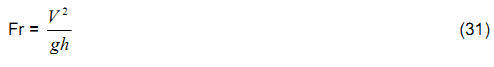 Fr = V²/gh (31)